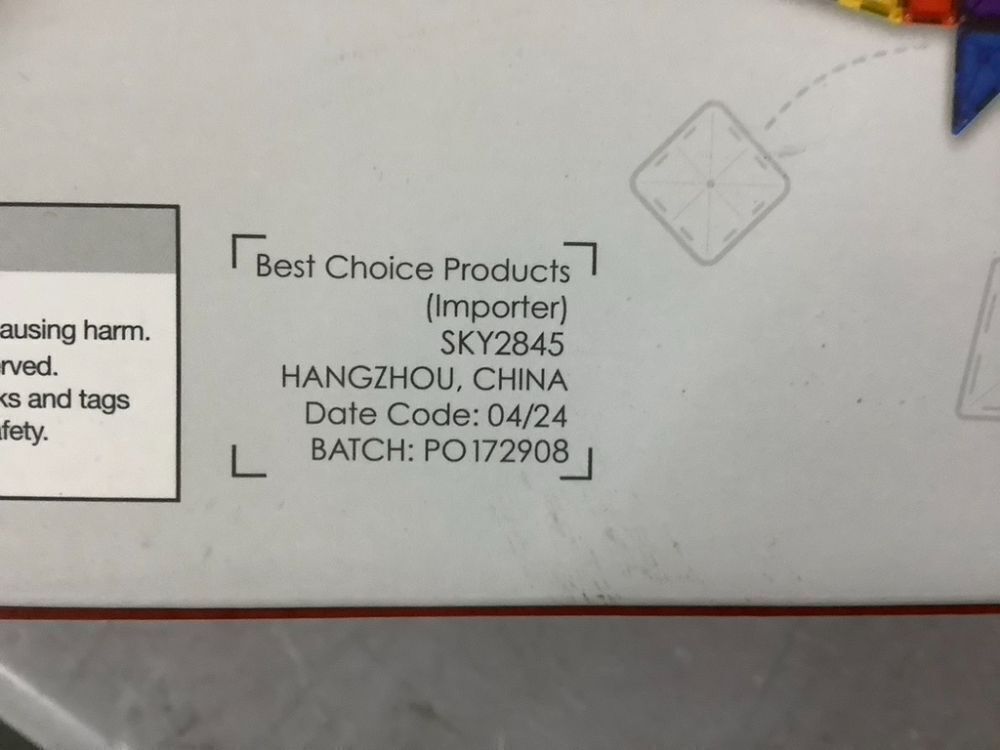 ausing harm.
rved.
ks and tags
fety.
Best Choice Products
(Importer)
SKY2845
HANGZHOU, CHINA
Date Code: 04/24
BATCH: PO172908